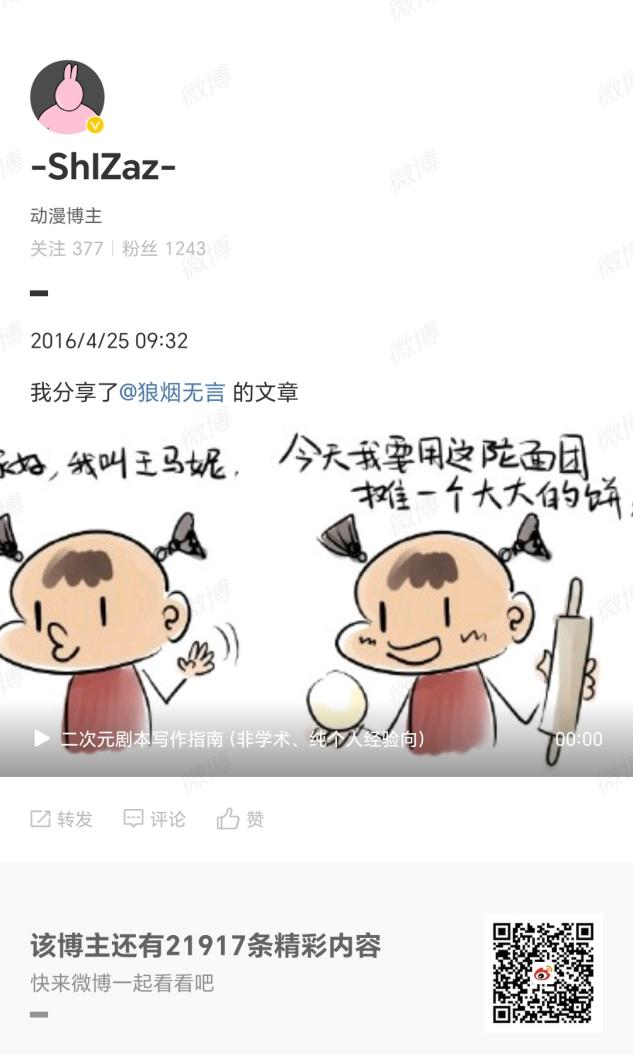 -ShIZaz-
动漫博主
关注 377 | 粉丝 1243
2016/4/25 09:32
我分享了@狼烟无言 的文章
好，我叫王马妮．
今天我要用这陀面团
摊一个大大的饼
二次元剧本写作指南（非学术、纯个人经验向）
00:00
转发
评论
赞
该博主还有21917条精彩内容
快来微博一起看看吧
微博